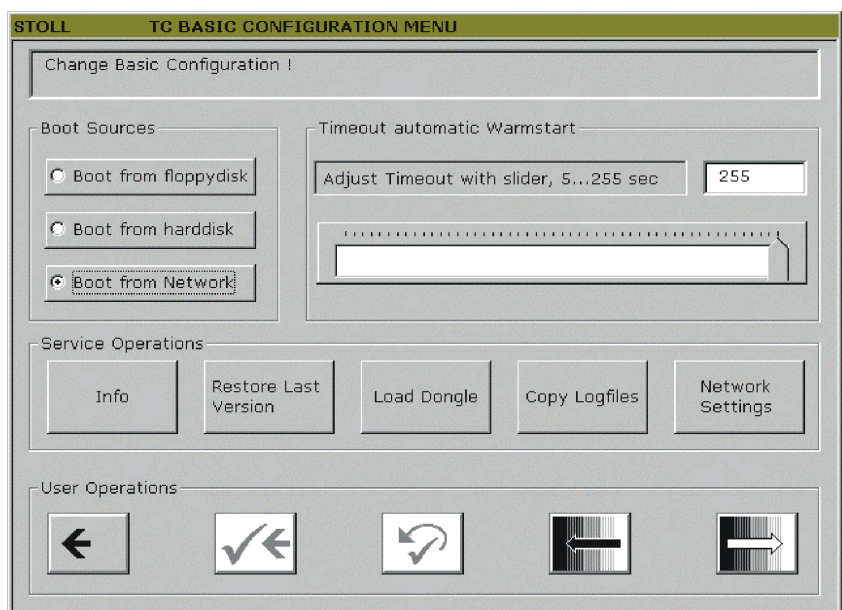 STOLL TC BASIC CONFIGURATION MENU
Change Basic Configuration !
Boot Sources
Boot from floppydisk
Boot from harddisk
Boot from Network
Timeout automatic Warmstart
Adjust Timeout with slider, 5...255 sec
255
Service Operations
Info
Restore Last
Version
Load Dongle
Copy Logfiles
Network
Settings
User Operations